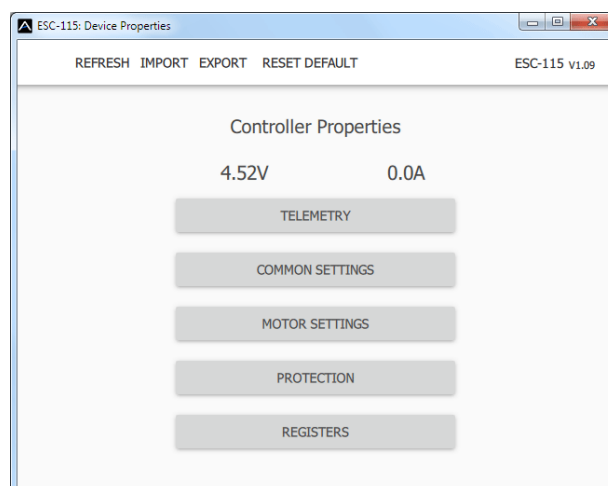 ESC-115: Device Properties
REFRESH IMPORT EXPORT RESET DEFAULT ESC-115 V1.09
Controller Properties
4.52V 0.0A
TELEMETRY
COMMON SETTINGS
MOTOR SETTINGS
PROTECTION
REGISTERS